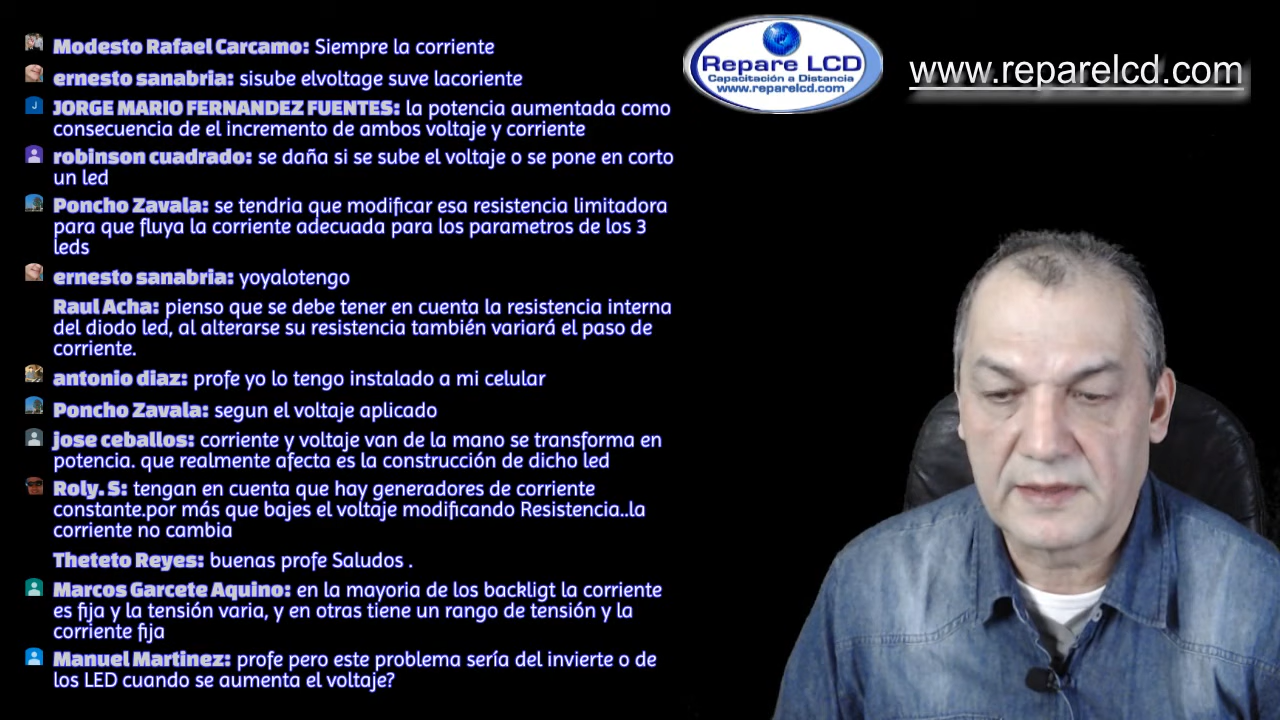 Modesto Rafael Carcamo: Siempre la corriente
ernesto sanabria: sisube elvoltage suve lacoriente
JORGE MARIO FERNANDEZ FUENTES: la potencia aumentada como
consecuencia de el incremento de ambos voltaje y corriente
robinson cuadrado: se daña si se sube el voltaje o se pone en corto
un led
Poncho Zavala: se tendria que modificar esa resistencia limitadora
para que fluya la corriente adecuada para los parametros de los 3
leds
ernesto sanabria: yoyalotengo
Raul Acha: pienso que se debe tener en cuenta la resistencia interna
del diodo led, al alterarse su resistencia también variará el paso de
corriente.
antonio diaz: profe yo lo tengo instalado a mi celular
Poncho Zavala: segun el voltaje aplicado
jose ceballos: corriente y voltaje van de la mano se transforma en
potencia. que realmente afecta es la construcción de dicho led
Roly. S: tengan en cuenta que hay generadores de corriente
constante.por más que bajes el voltaje modificando Resistencia..la
corriente no cambia
Theteto Reyes: buenas profe Saludos .
Marcos Garcete Aquino: en la mayoria de los backligt la corriente
es fija y la tensión varia, y en otras tiene un rango de tensión y la
corriente fija
Manuel Martinez: profe pero este problema sería del invierte o de
los LED cuando se aumenta el voltaje?
J
Repare LCD
Capacitación a Distancia
www.reparelcd.com
www.reparelcd.com